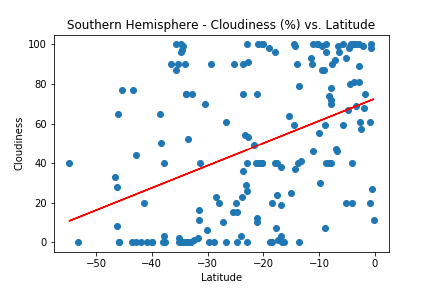 Southern Hemisphere - Cloudiness (%) vs. Latitude
100
80
60
40
20
0
Cloudiness
−50 −40 −30 −20 −10 0
Latitude